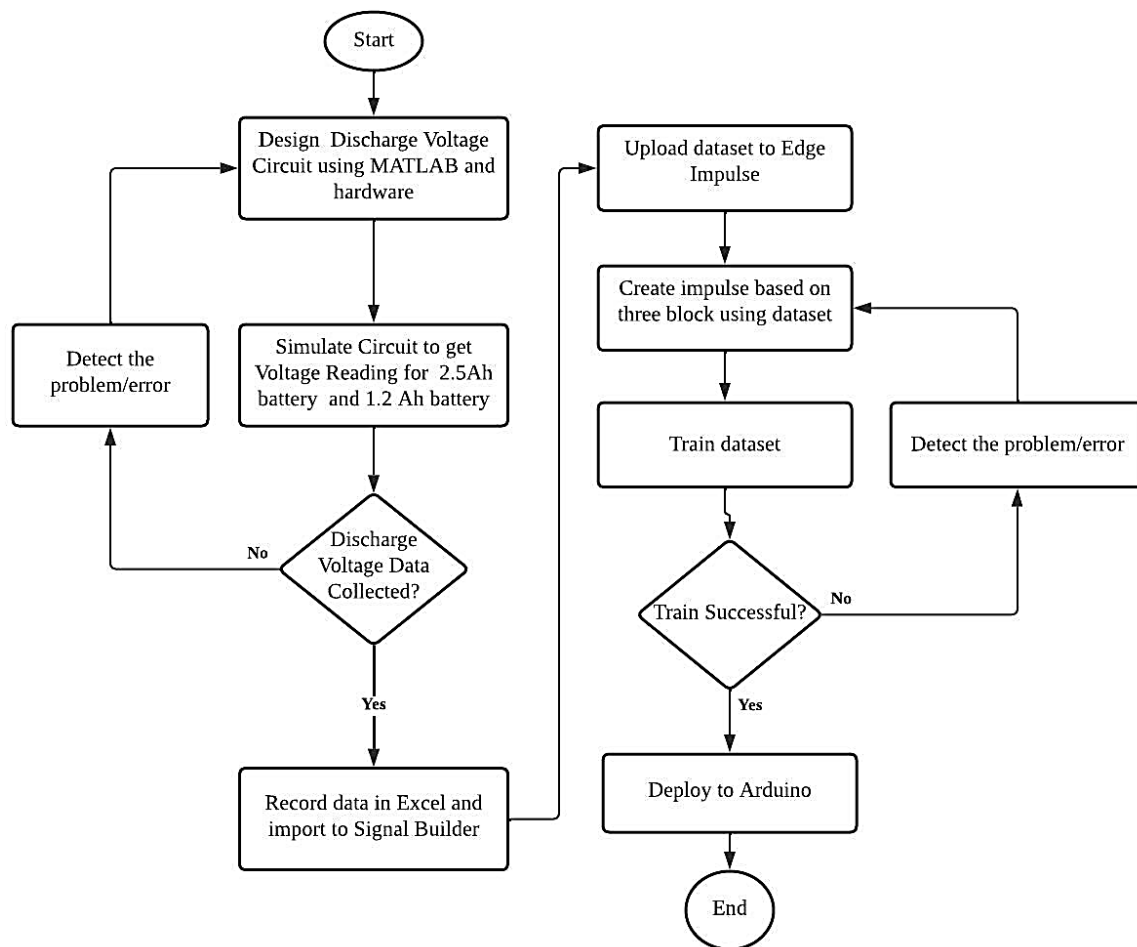 Start
Design Discharge Voltage
Circuit using MATLAB and
hardware
Detect the
problem/error
Simulate Circuit to get
Voltage Reading for 2.5Ah
battery and 1.2 Ah battery
Discharge
Voltage Data
Collected?
No
Yes
Record data in Excel and
import to Signal Builder
Upload dataset to Edge
Impulse
Create impulse based on
three block using dataset
Train dataset
Detect the problem/error
Train Successful?
No
Yes
Deploy to Arduino
End